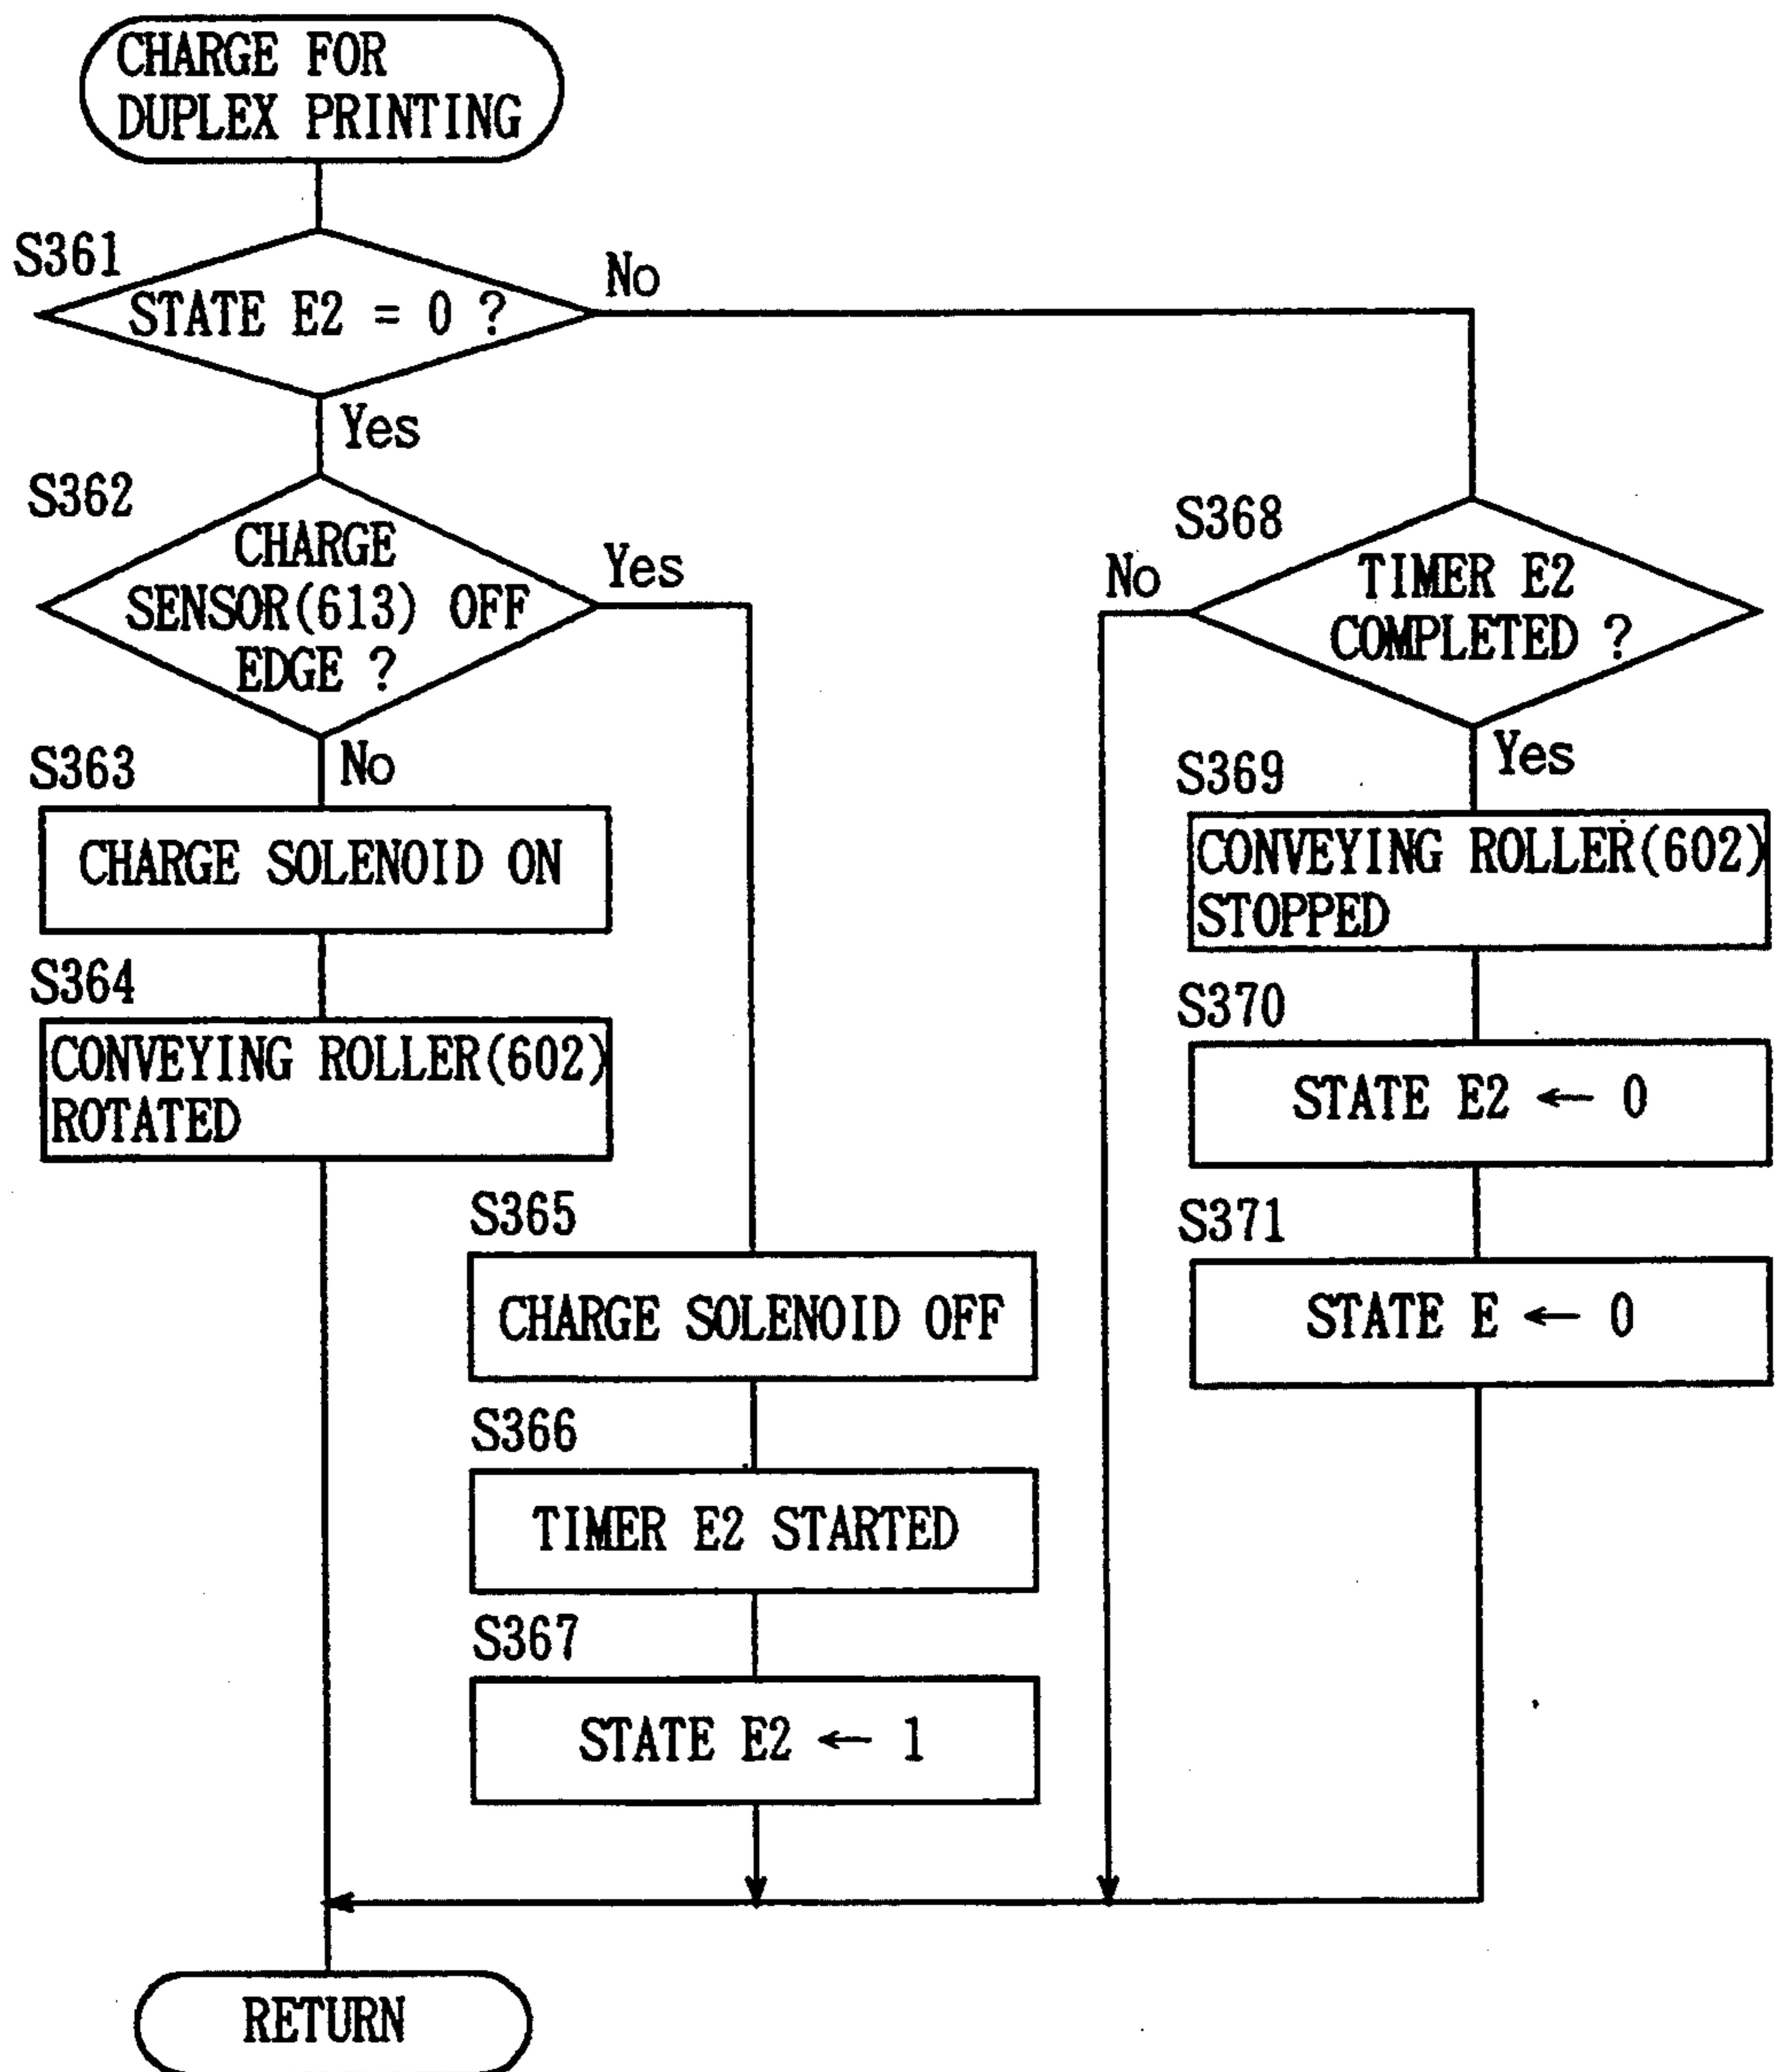 CHARGE FOR
DUPLEX PRINTING
S361
STATE E2 = 0 ?
No
Yes
S362
CHARGE
SENSOR(613) OFF
EDGE ?
Yes
No
S363
CHARGE SOLENOID ON
S364
CONVEYING ROLLER(602)
ROTATED
S365
CHARGE SOLENOID OFF
S366
TIMER E2 STARTED
S367
STATE E2 ← 1
S368
TIMER E2
COMPLETED ?
No
Yes
S369
CONVEYING ROLLER(602)
STOPPED
S370
STATE E2 ← 0
S371
STATE E ← 0
RETURN